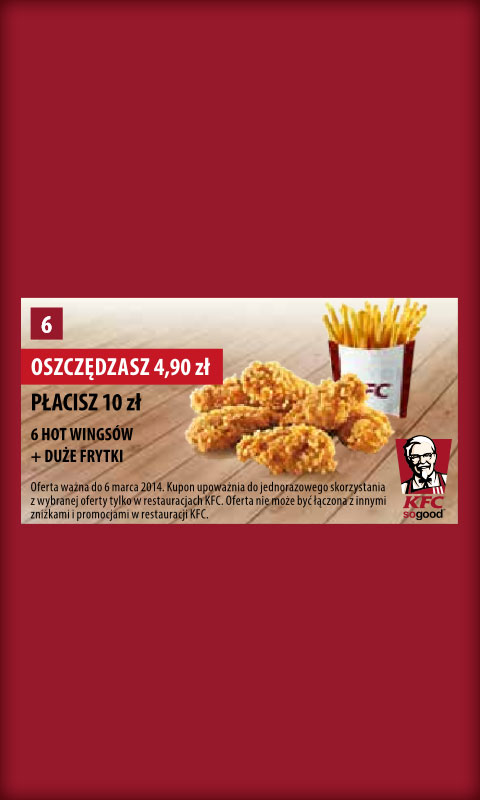 6
OSZCZĘDZASZ 4,90 zł
PŁACISZ 10 zł
6 HOT WINGSÓW
+ DUŻE FRYTKI
Oferta ważna do 6 marca 2014. Kupon upoważnia do jednorazowego skorzystania
z wybranej oferty tylko w restauracjach KFC. Oferta nie może być łączona z innymi
zniżkami i promocjami w restauracji KFC.
KFC
KFC
sogood